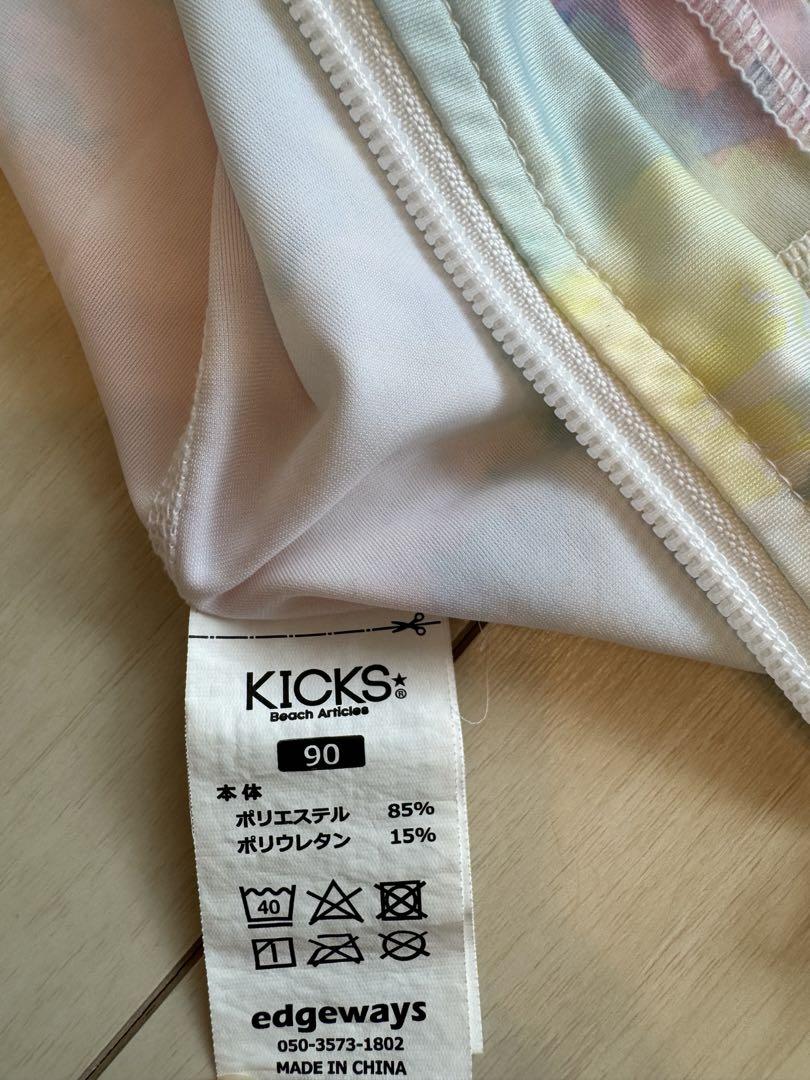 KICKS★®
Beach Articles
90
本体
ポリエステル 85%
ポリウレタン 15%
40
edgeways
050-3573-1802
MADE IN CHINA